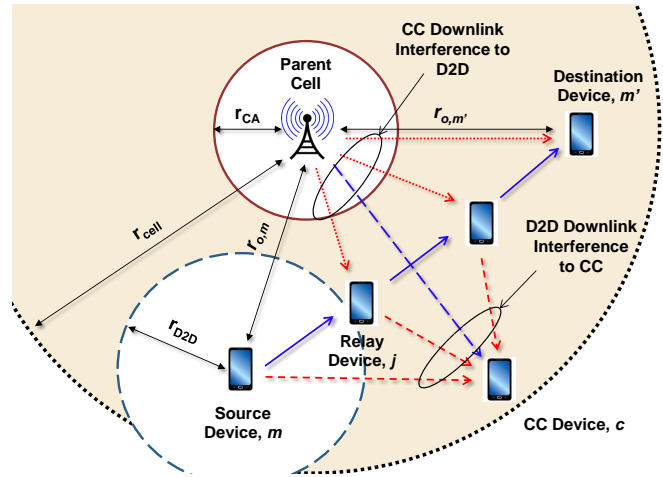 CC Downlink
Interference to
D2D
Parent
Cell
Destination
Device, m'
r_CA
r_o,m'
r_cell
r_o,m
D2D Downlink
Interference
to CC
r_D2D
Relay
Device, j
Source
Device, m
CC Device, c